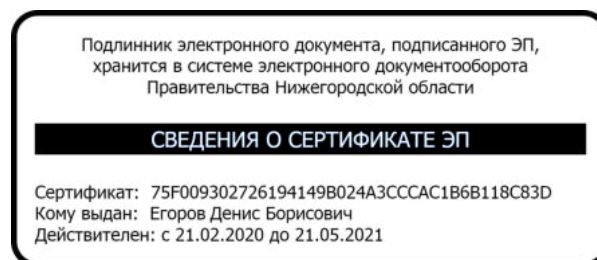 Подлинник электронного документа, подписанного ЭП,
хранится в системе электронного документооборота
Правительства Нижегородской области
СВЕДЕНИЯ О СЕРТИФИКАТЕ ЭП
Сертификат: 75F009302726194149B024A3CCCAC1B6B118C83D
Кому выдан: Егоров Денис Борисович
Действителен: с 21.02.2020 до 21.05.2021